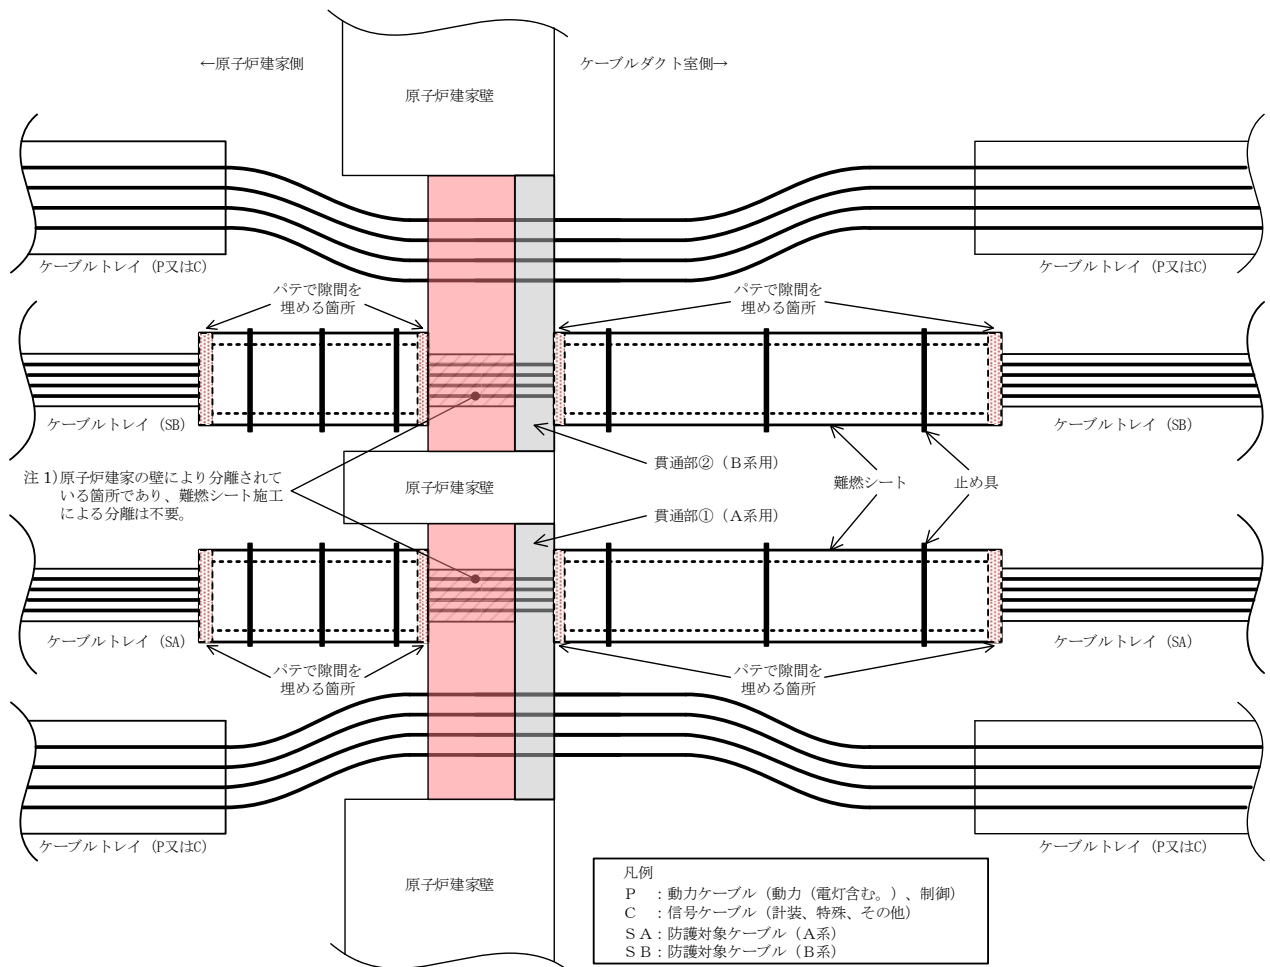 ←原子炉建家側
ケーブルダクト室側→
原子炉建家壁
ケーブルトレイ（P又はC）
ケーブルトレイ（P又はC）
パテで隙間を
埋める箇所
パテで隙間を
埋める箇所
ケーブルトレイ（SB）
ケーブルトレイ（SB）
貫通部②（Ｂ系用）
注 1)原子炉建家の壁により分離されて
いる箇所であり、難燃シート施工
による分離は不要。
原子炉建家壁
難燃シート
止め具
貫通部①（Ａ系用）
ケーブルトレイ（SA）
ケーブルトレイ（SA）
パテで隙間を
埋める箇所
パテで隙間を
埋める箇所
ケーブルトレイ（P又はC）
ケーブルトレイ（P又はC）
原子炉建家壁
凡例
Ｐ　：動力ケーブル（動力（電灯含む。）、制御）
Ｃ　：信号ケーブル（計装、特殊、その他）
ＳＡ：防護対象ケーブル（Ａ系）
ＳＢ：防護対象ケーブル（Ｂ系）